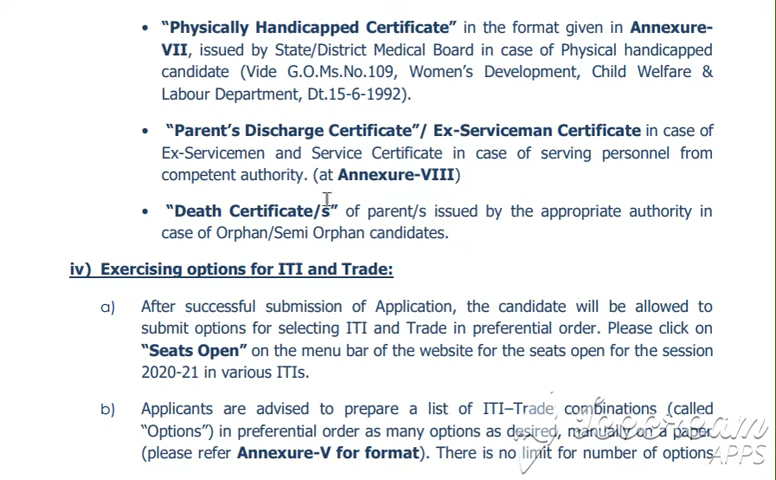 • “Physically Handicapped Certificate” in the format given in Annexure-
VII, issued by State/District Medical Board in case of Physical handicapped
candidate (Vide G.O.Ms.No.109, Women’s Development, Child Welfare &
Labour Department, Dt.15-6-1992).
• “Parent’s Discharge Certificate”/ Ex-Serviceman Certificate in case of
Ex-Servicemen and Service Certificate in case of serving personnel from
competent authority. (at Annexure-VIII)
• “Death Certificate/s” of parent/s issued by the appropriate authority in
case of Orphan/Semi Orphan candidates.
iv) Exercising options for ITI and Trade:
a) After successful submission of Application, the candidate will be allowed to
submit options for selecting ITI and Trade in preferential order. Please click on
“Seats Open” on the menu bar of the website for the seats open for the session
2020-21 in various ITIs.
b) Applicants are advised to prepare a list of ITI–Trade combinations (called
“Options”) in preferential order as many options as desired, manually on a paper
(please refer Annexure-V for format). There is no limit for number of options
Icecream
APPS